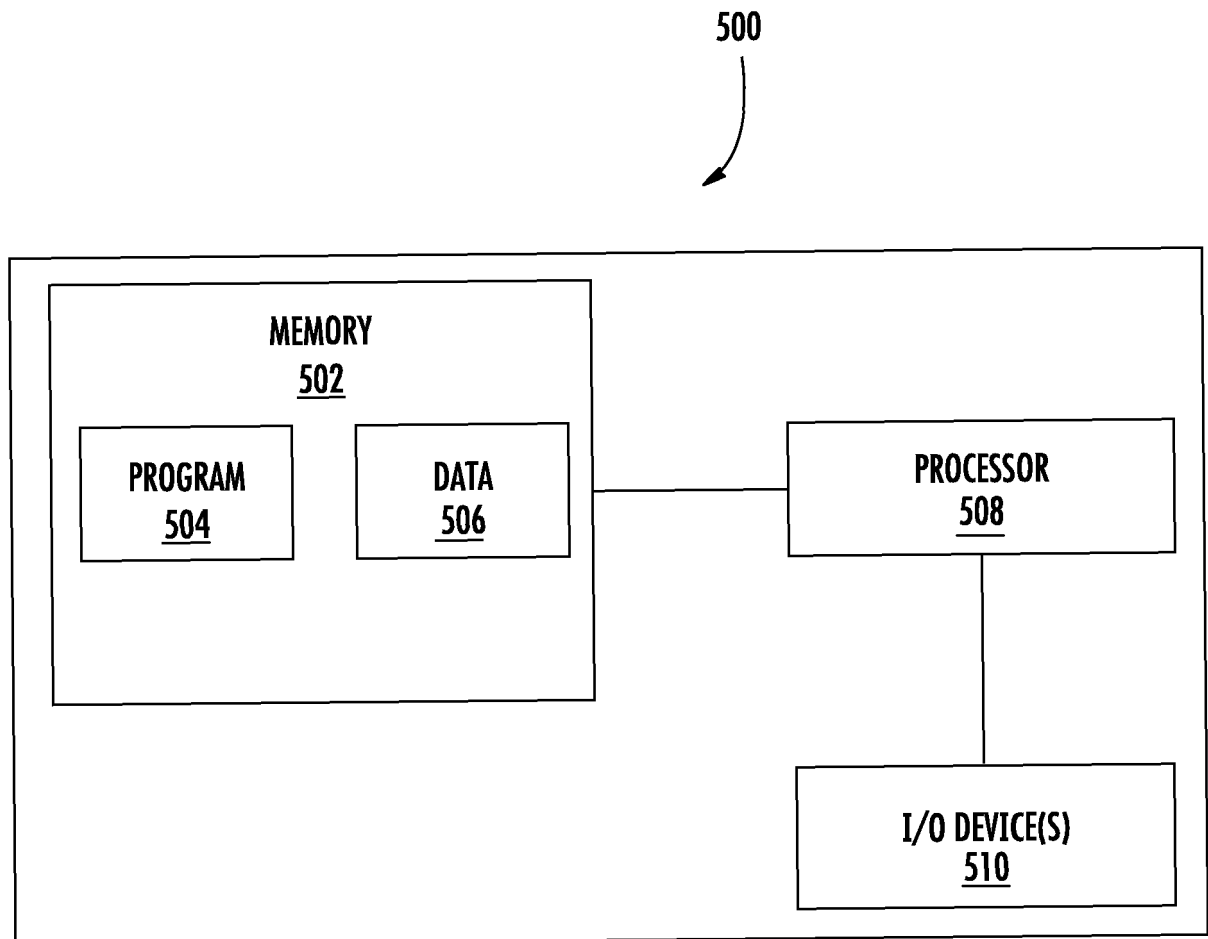 500
MEMORY
502
PROGRAM
504
DATA
506
PROCESSOR
508
I/O DEVICE(S)
510